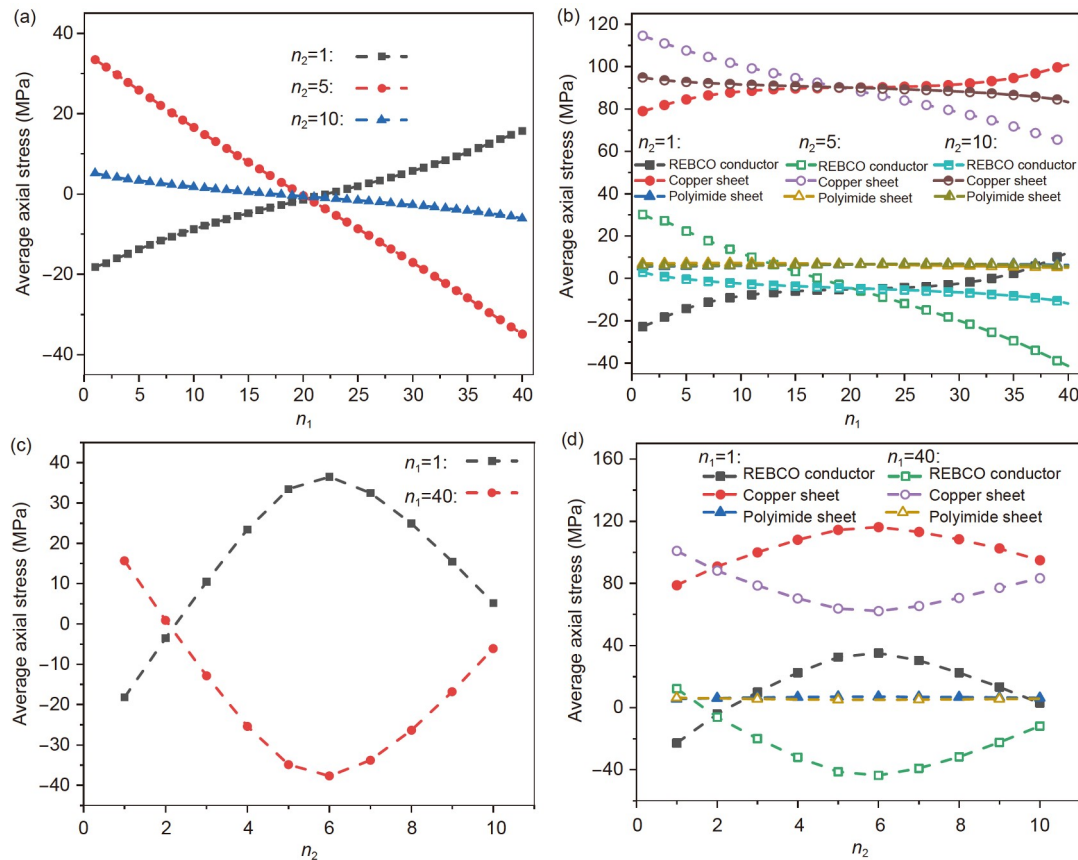 (a)
40
20
0
−20
−40
Average axial stress (MPa)
n2=1:
n2=5:
n2=10:
0 5 10 15 20 25 30 35 40
n1
(b)
120
100
80
60
40
20
0
−20
−40
Average axial stress (MPa)
n2=1: n2=5: n2=10:
REBCO conductor REBCO conductor REBCO conductor
Copper sheet Copper sheet Copper sheet
Polyimide sheet Polyimide sheet Polyimide sheet
0 5 10 15 20 25 30 35 40
n1
(c)
40
30
20
10
0
−10
−20
−30
−40
Average axial stress (MPa)
n1=1:
n1=40:
0 2 4 6 8 10
n2
(d)
160
120
80
40
0
−40
Average axial stress (MPa)
n1=1: n1=40:
REBCO conductor REBCO conductor
Copper sheet Copper sheet
Polyimide sheet Polyimide sheet
0 2 4 6 8 10
n2